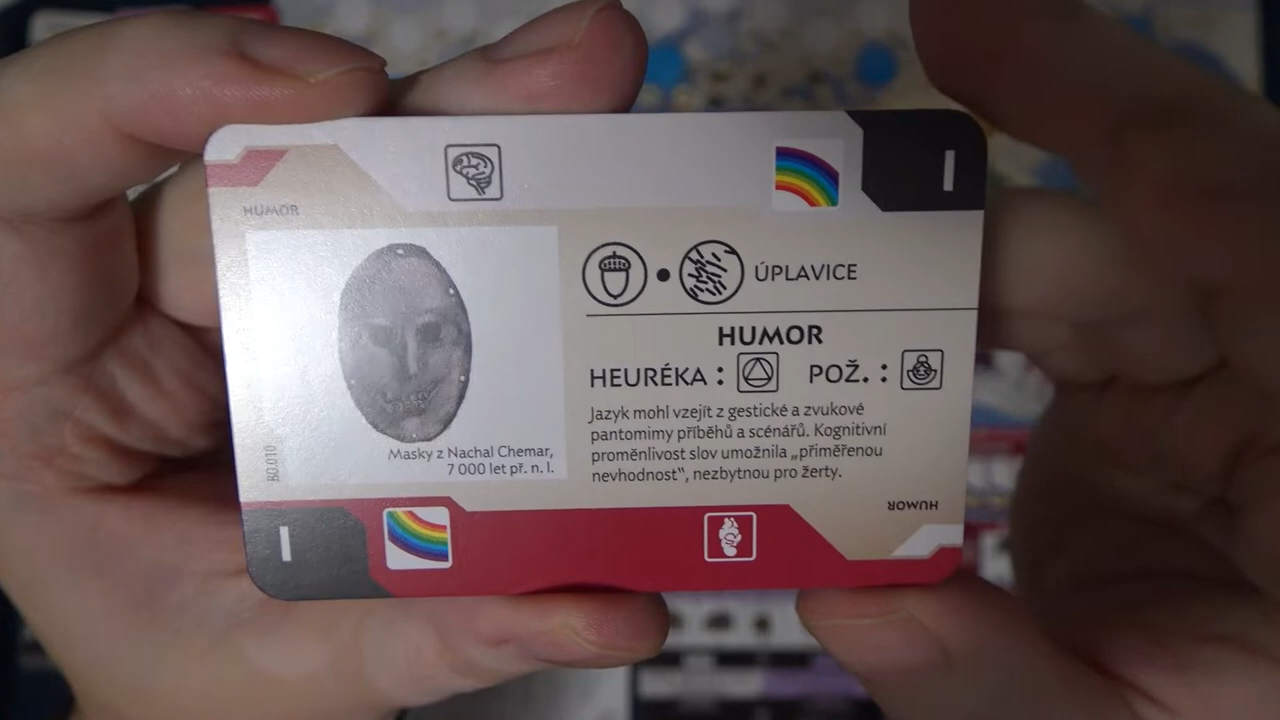 HUMOR
I
ÚPLAVICE
HUMOR
HEURÉKA : POŽ. :
Jazyk mohl vzejít z gestické a zvukové
pantomimy příběhů a scénářů. Kognitivní
proměnlivost slov umožnila „přiměřenou
nevhodnost“, nezbytnou pro žerty.
Masky z Nachal Chemar,
7 000 let př. n. l.
B0.010
HUMOR
I